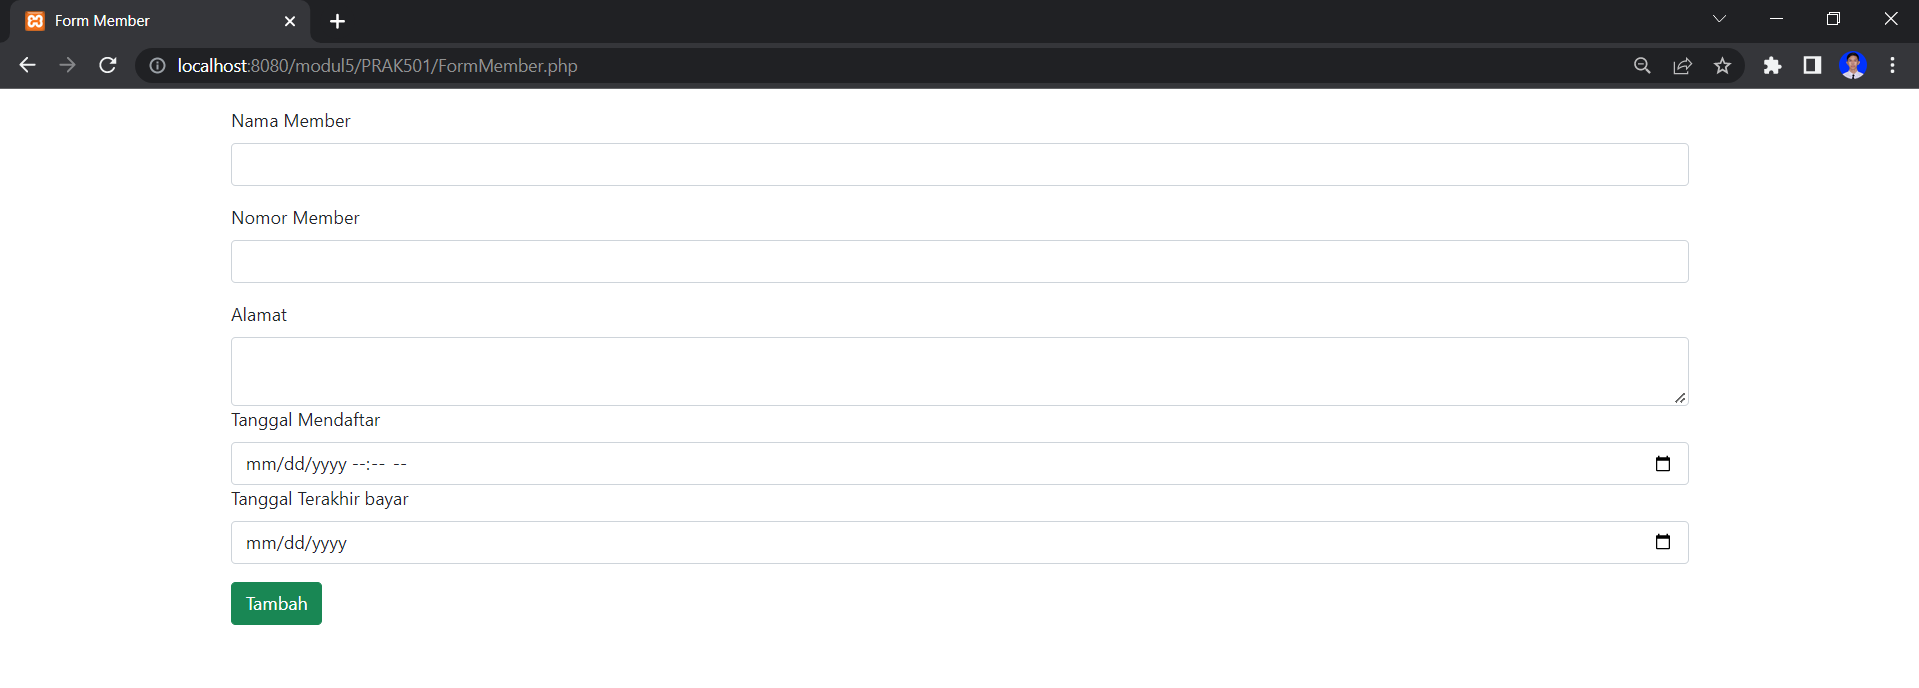 Form Member
localhost:8080/modul5/PRAK501/FormMember.php
Nama Member
Nomor Member
Alamat
Tanggal Mendaftar
mm/dd/yyyy --:-- --
Tanggal Terakhir bayar
mm/dd/yyyy
Tambah